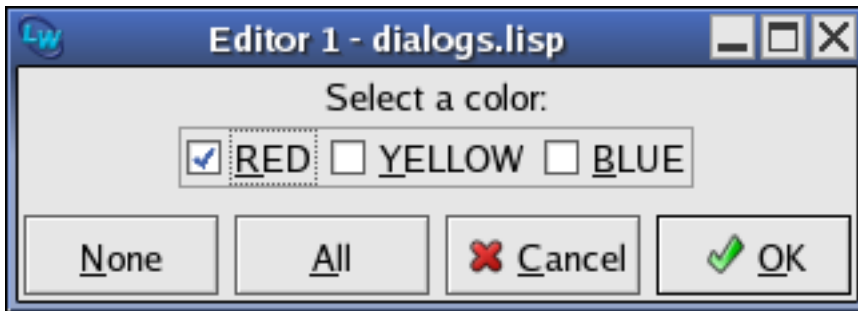 LW Editor 1 - dialogs.lisp
Select a color:
RED YELLOW BLUE
None All Cancel OK